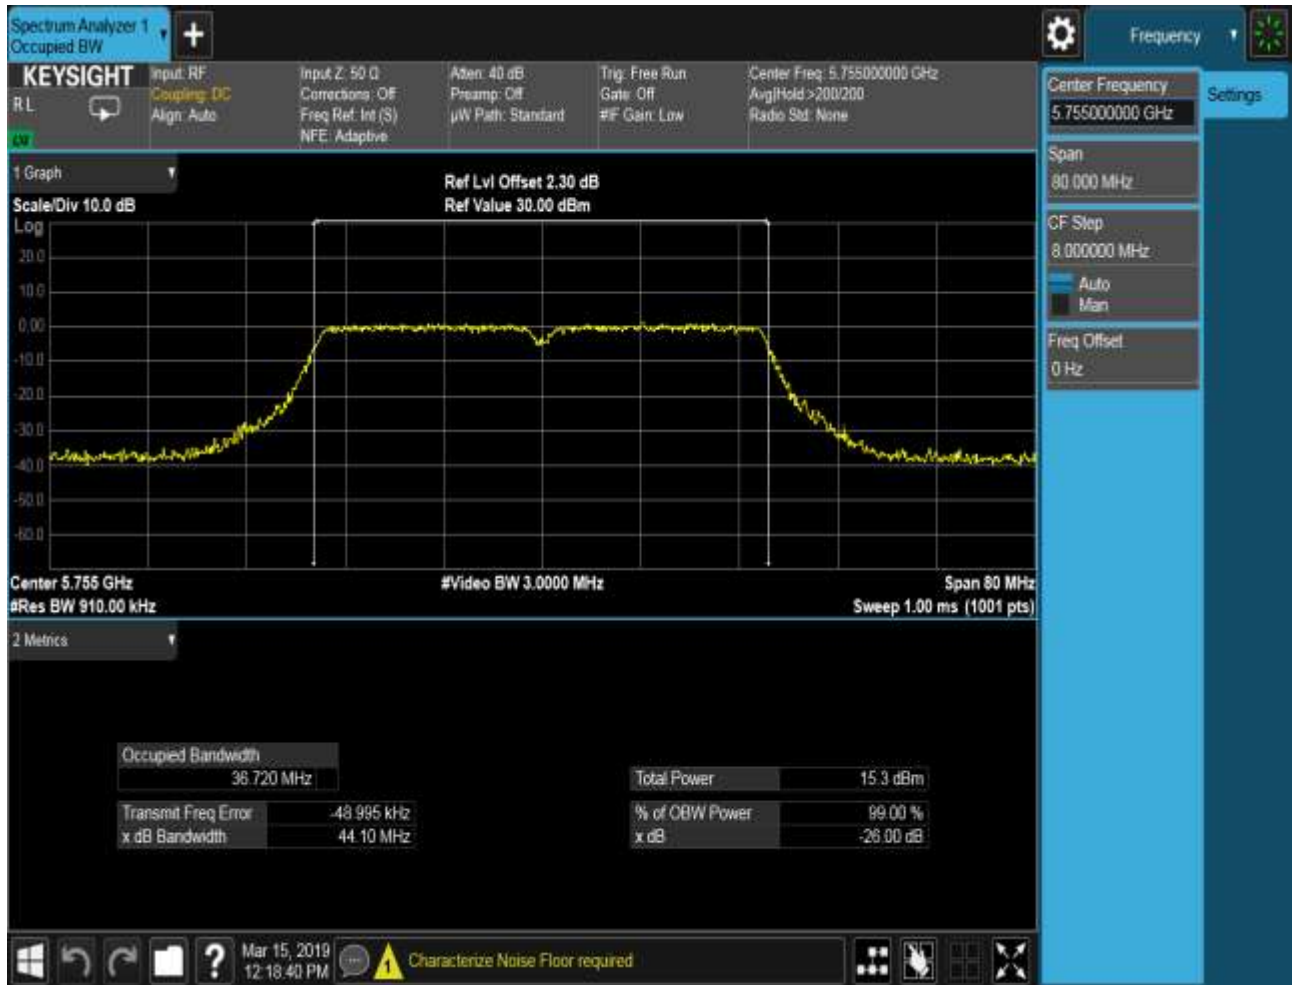 Spectrum Analyzer 1
Occupied BW
Frequency
KEYSIGHT
R L
Input: RF
Coupling: DC
Align: Auto
Input Z: 50 Ω
Corrections: Off
Freq Ref: Int (S)
NFE: Adaptive
Atten: 40 dB
Preamp: Off
µW Path: Standard
Trig: Free Run
Gate: Off
#IF Gain: Low
Center Freq: 5.755000000 GHz
Avg|Hold:>200/200
Radio Std: None
Center Frequency
5.755000000 GHz
Settings
Span
80.000 MHz
CF Step
8.000000 MHz
Auto
Man
Freq Offset
0 Hz
1 Graph
Scale/Div 10.0 dB
Ref Lvl Offset 2.30 dB
Ref Value 30.00 dBm
Log
20.0
10.0
0.00
-10.0
-20.0
-30.0
-40.0
-50.0
-60.0
Center 5.755 GHz
#Video BW 3.0000 MHz
Span 80 MHz
#Res BW 910.00 kHz
Sweep 1.00 ms (1001 pts)
2 Metrics
Occupied Bandwidth
36.720 MHz
Total Power 15.3 dBm
Transmit Freq Error -48.995 kHz
% of OBW Power 99.00 %
x dB Bandwidth 44.10 MHz
x dB -26.00 dB
?
Mar 15, 2019
12:18:40 PM
1
Characterize Noise Floor required